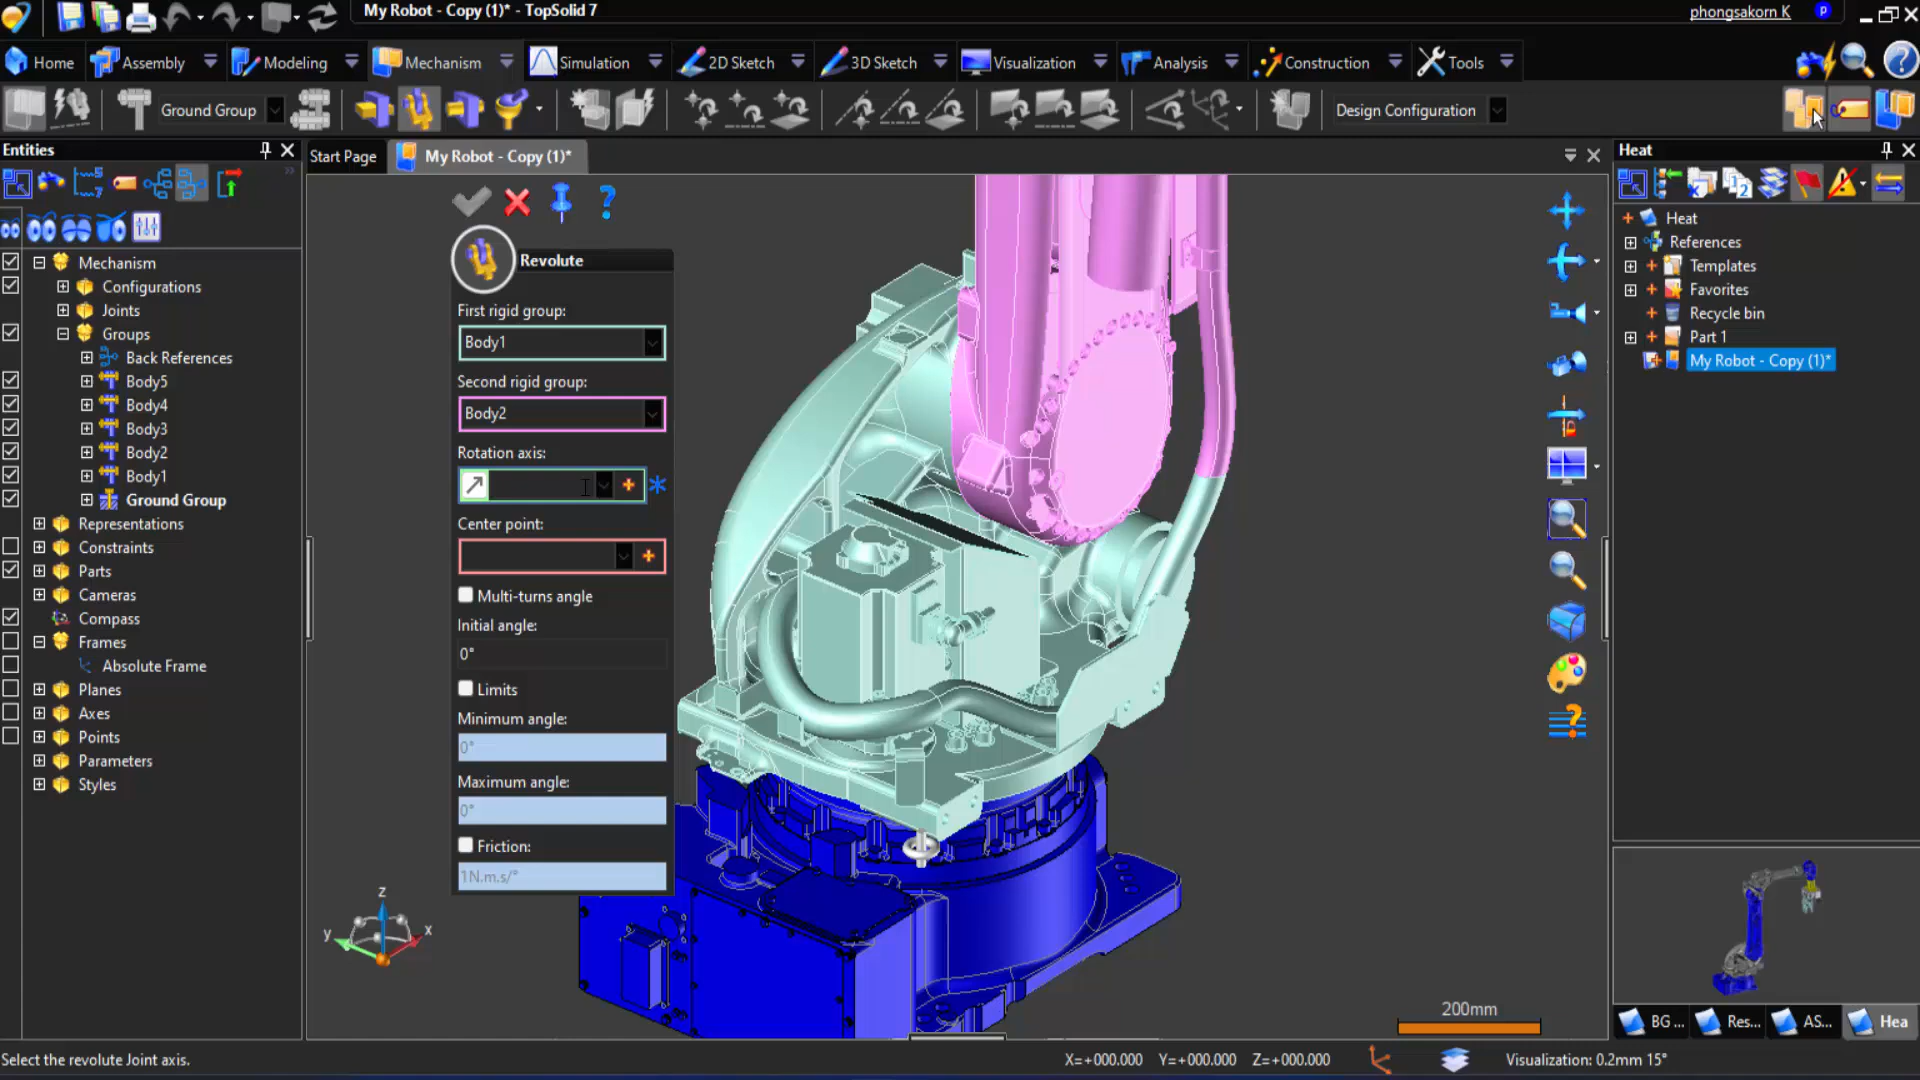 My Robot - Copy (1)* - TopSolid 7
phongsakorn K
p
Home
Assembly
Modeling
Mechanism
Simulation
2D Sketch
3D Sketch
Visualization
Analysis
Construction
Tools
Ground Group
Design Configuration
Entities
Start Page
My Robot - Copy (1)*
Heat
Mechanism
Configurations
Joints
Groups
Back References
Body5
Body4
Body3
Body2
Body1
Ground Group
Representations
Constraints
Parts
Cameras
Compass
Frames
Absolute Frame
Planes
Axes
Points
Parameters
Styles
Revolute
First rigid group:
Body1
Second rigid group:
Body2
Rotation axis:
Center point:
Multi-turns angle
Initial angle:
0°
Limits
Minimum angle:
0°
Maximum angle:
0°
Friction:
1N.m.s/°
z
y
x
200mm
Heat
References
Templates
Favorites
Recycle bin
Part 1
My Robot - Copy (1)*
BG ...
Res...
AS...
Hea
Select the revolute Joint axis.
X=+000.000 Y=+000.000 Z=+000.000
Visualization: 0.2mm 15°